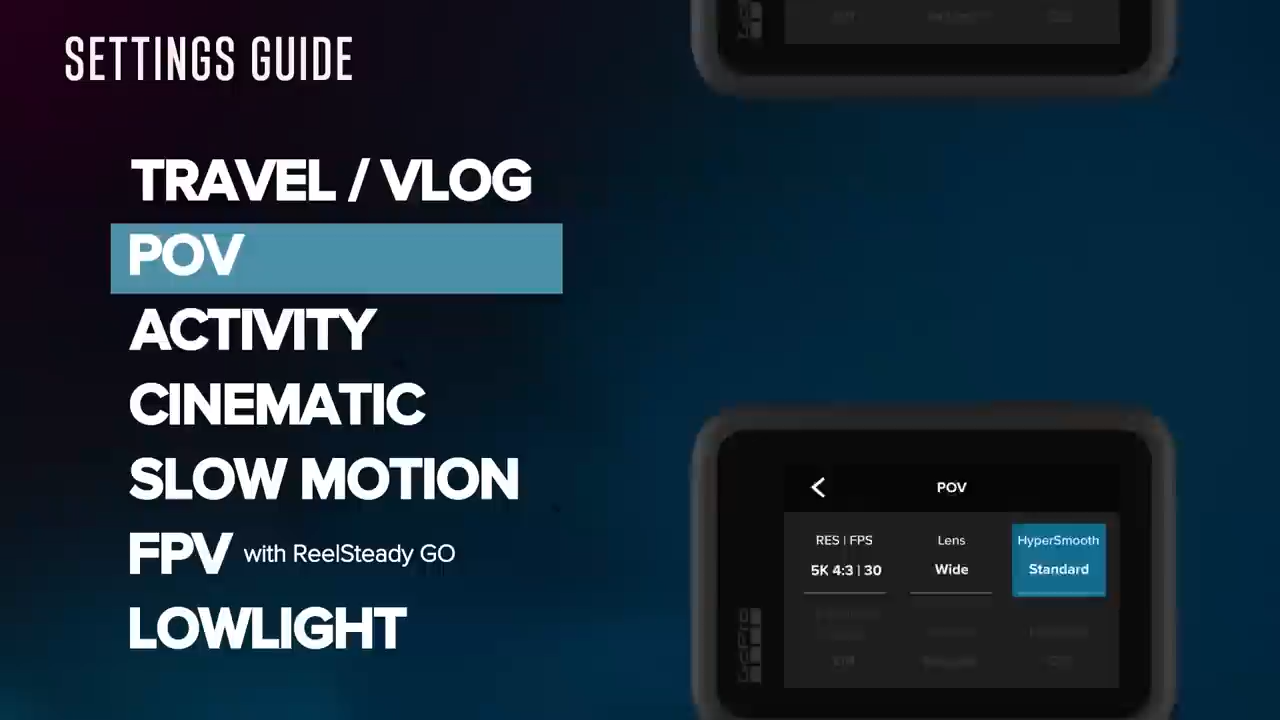 SETTINGS GUIDE
TRAVEL / VLOG
POV
ACTIVITY
CINEMATIC
SLOW MOTION
FPV with ReelSteady GO
LOWLIGHT
POV
RES | FPS
Lens
HyperSmooth
5K 4:3 | 30
Wide
Standard
GoPro